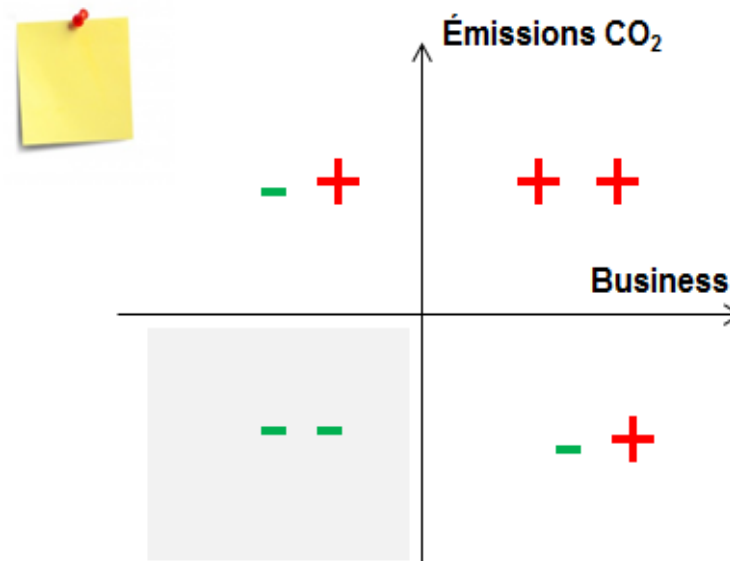 Émissions CO₂
- + + +
Business
- - - +